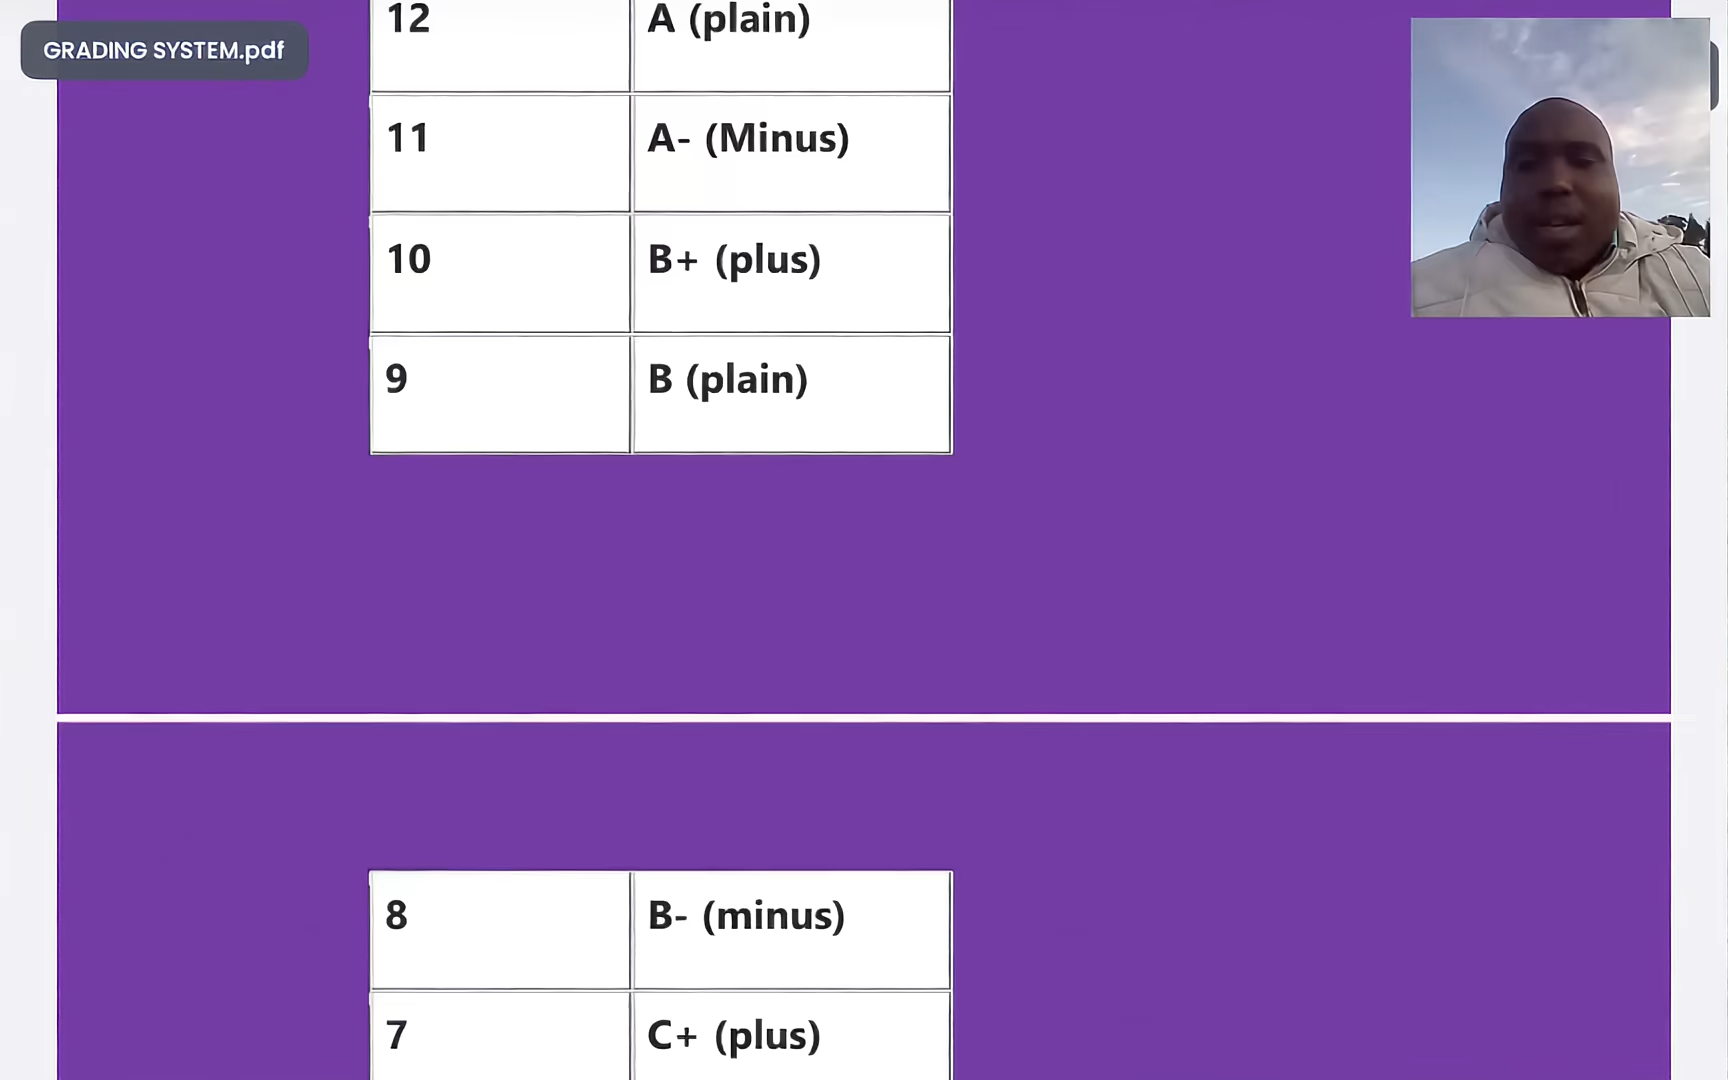 GRADING SYSTEM.pdf
12 A (plain)
11 A- (Minus)
10 B+ (plus)
9 B (plain)
8 B- (minus)
7 C+ (plus)